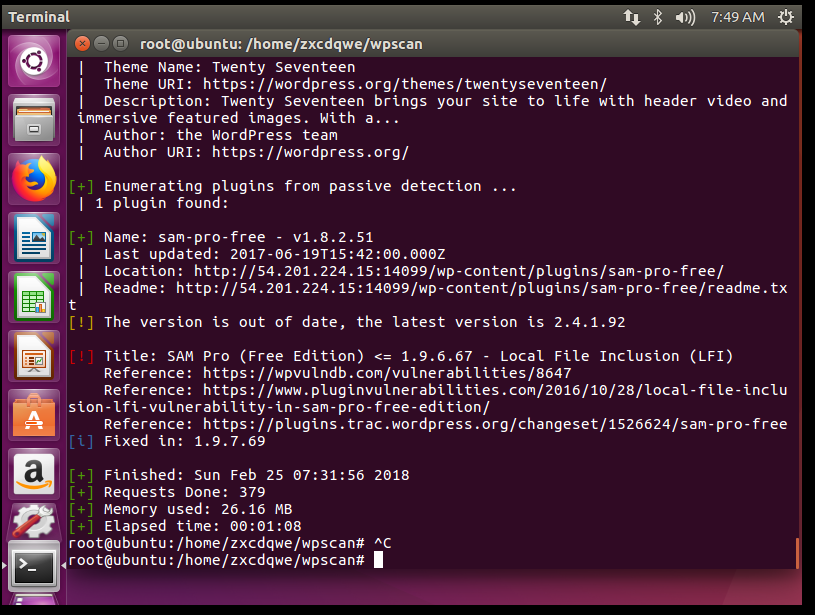 Terminal
7:49 AM
root@ubuntu: /home/zxcdqwe/wpscan
| Theme Name: Twenty Seventeen
| Theme URI: https://wordpress.org/themes/twentyseventeen/
| Description: Twenty Seventeen brings your site to life with header video and
immersive featured images. With a...
| Author: the WordPress team
| Author URI: https://wordpress.org/
[+] Enumerating plugins from passive detection ...
| 1 plugin found:
[+] Name: sam-pro-free - v1.8.2.51
| Last updated: 2017-06-19T15:42:00.000Z
| Location: http://54.201.224.15:14099/wp-content/plugins/sam-pro-free/
| Readme: http://54.201.224.15:14099/wp-content/plugins/sam-pro-free/readme.tx
t
[!] The version is out of date, the latest version is 2.4.1.92
[!] Title: SAM Pro (Free Edition) <= 1.9.6.67 - Local File Inclusion (LFI)
Reference: https://wpvulndb.com/vulnerabilities/8647
Reference: https://www.pluginvulnerabilities.com/2016/10/28/local-file-inclu
sion-lfi-vulnerability-in-sam-pro-free-edition/
Reference: https://plugins.trac.wordpress.org/changeset/1526624/sam-pro-free
[i] Fixed in: 1.9.7.69
[+] Finished: Sun Feb 25 07:31:56 2018
[+] Requests Done: 379
[+] Memory used: 26.16 MB
[+] Elapsed time: 00:01:08
root@ubuntu:/home/zxcdqwe/wpscan# ^C
root@ubuntu:/home/zxcdqwe/wpscan#